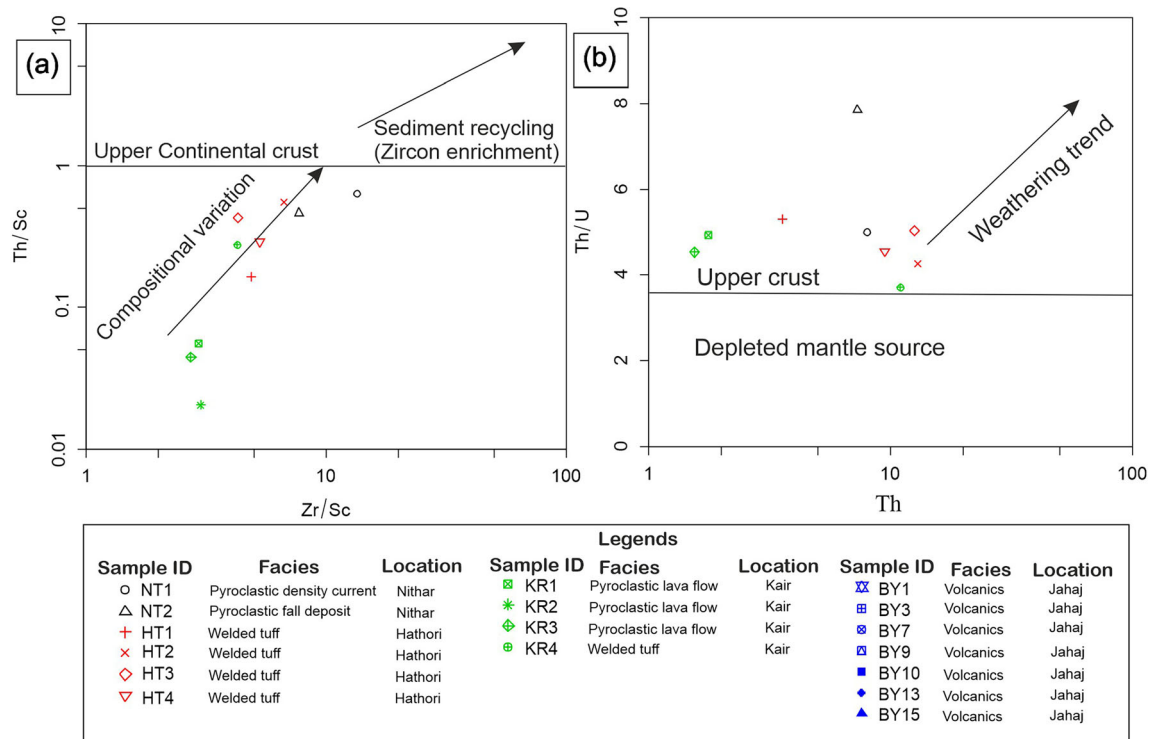 (a)
10
1
0.1
0.01
Th/Sc
Upper Continental crust
Sediment recycling
(Zircon enrichment)
Compositional variation
1
10
100
Zr/Sc
(b)
10
8
6
4
2
0
Th/U
Weathering trend
Upper crust
Depleted mantle source
1
10
100
Th
Legends
Sample ID Facies Location
NT1 Pyroclastic density current Nithar
NT2 Pyroclastic fall deposit Nithar
HT1 Welded tuff Hathori
HT2 Welded tuff Hathori
HT3 Welded tuff Hathori
HT4 Welded tuff Hathori
Sample ID Facies Location
KR1 Pyroclastic lava flow Kair
KR2 Pyroclastic lava flow Kair
KR3 Pyroclastic lava flow Kair
KR4 Welded tuff Kair
Sample ID Facies Location
BY1 Volcanics Jahaj
BY3 Volcanics Jahaj
BY7 Volcanics Jahaj
BY9 Volcanics Jahaj
BY10 Volcanics Jahaj
BY13 Volcanics Jahaj
BY15 Volcanics Jahaj